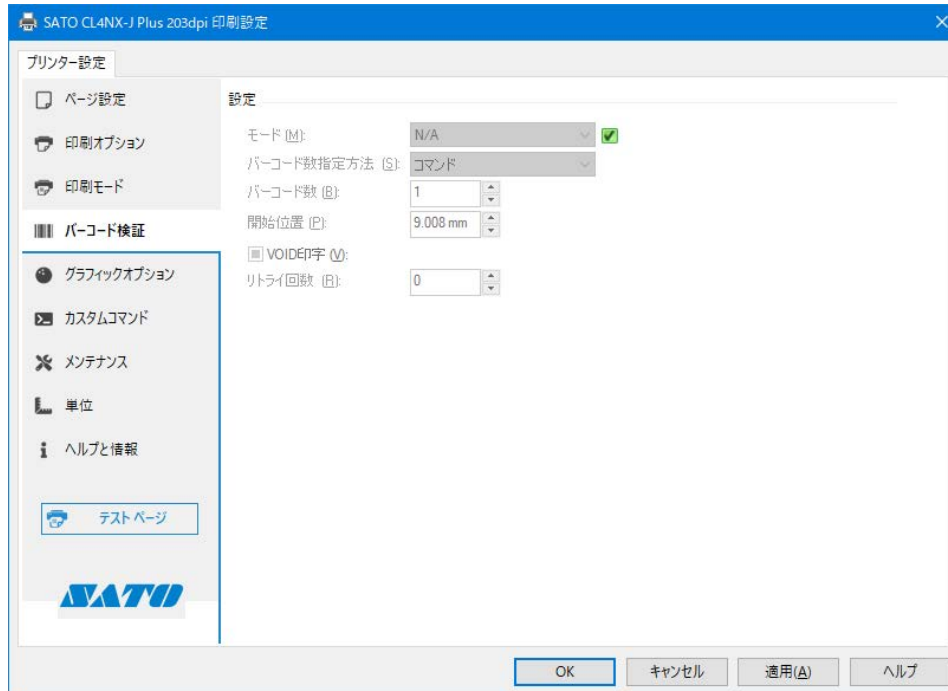 SATO CL4NX-J Plus 203dpi 印刷設定
プリンター設定
ページ設定
印刷オプション
印刷モード
バーコード検証
グラフィックオプション
カスタムコマンド
メンテナンス
単位
ヘルプと情報
テスト ページ
SATO
設定
モード (M): N/A
バーコード数指定方法 (S): コマンド
バーコード数 (B): 1
開始位置 (P): 9.008 mm
VOID印字 (V):
リトライ回数 (R): 0
OK キャンセル 適用(A) ヘルプ